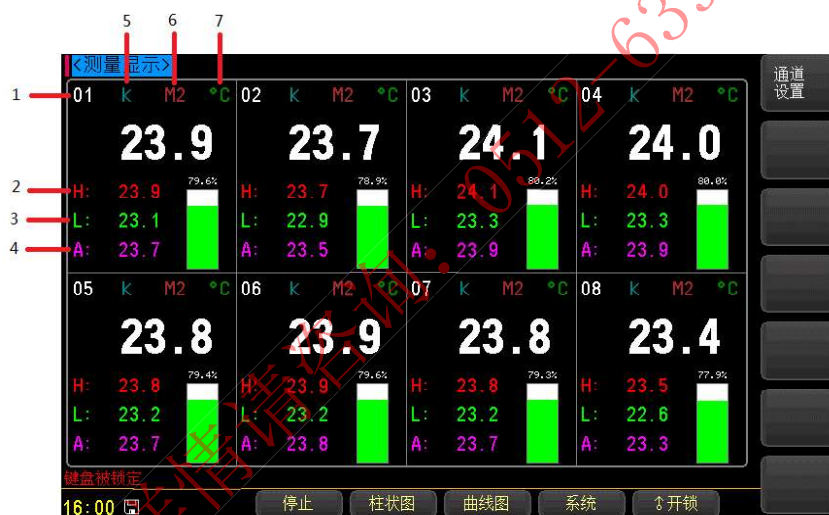 5 6 7
<测量显示>
通道
设置
1
01 K M2 °C 02 K M2 °C 03 K M2 °C 04 K M2 °C
23.9 23.7 24.1 24.0
79.6% 78.9% 80.2% 80.0%
2
H: 23.9 H: 23.7 H: 24.1 H: 24.0
3
L: 23.1 L: 22.9 L: 23.3 L: 23.3
4
A: 23.7 A: 23.5 A: 23.9 A: 23.9
05 K M2 °C 06 K M2 °C 07 K M2 °C 08 K M2 °C
23.8 23.9 23.8 23.4
79.4% 79.6% 79.3% 77.9%
H: 23.8 H: 23.9 H: 23.8 H: 23.5
L: 23.2 L: 23.2 L: 23.2 L: 22.6
A: 23.7 A: 23.8 A: 23.7 A: 23.3
键盘被锁定
16:00 停止 柱状图 曲线图 系统 ⇧开锁
情请咨询: 0512-63